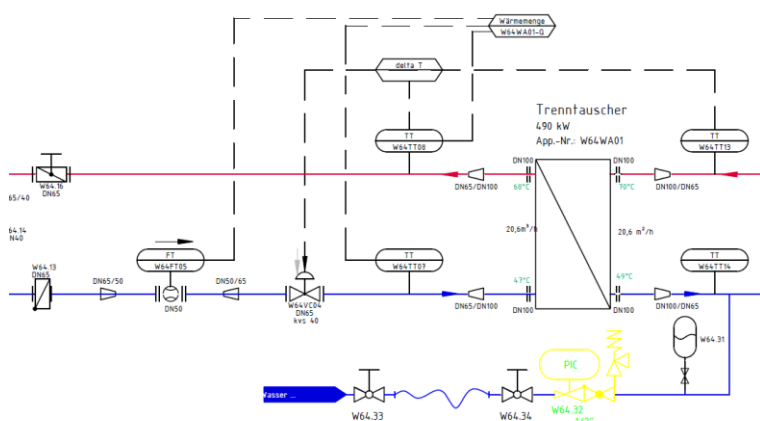 Wärmemenge
W64WA01-Q
delta T
Trenntauscher
490 kW
App.-Nr.: W64WA01
TT
W64TT08
TT
W64TT13
DN100
DN100
W64.16
DN65
DN65/DN100
68°C
70°C
DN100/DN65
65/40
64.14
N40
20,6m³/h
20,6 m³/h
W64.13
DN65
DN65/50
FT
W64FT05
DN50
DN50/65
W64VC04
DN65
kvs 40
TT
W64TT07
TT
W64TT14
47°C
49°C
DN65/DN100
DN100
DN100
DN100/DN65
W64.31
PIC
Wasser ...
W64.33
W64.34
W64.32